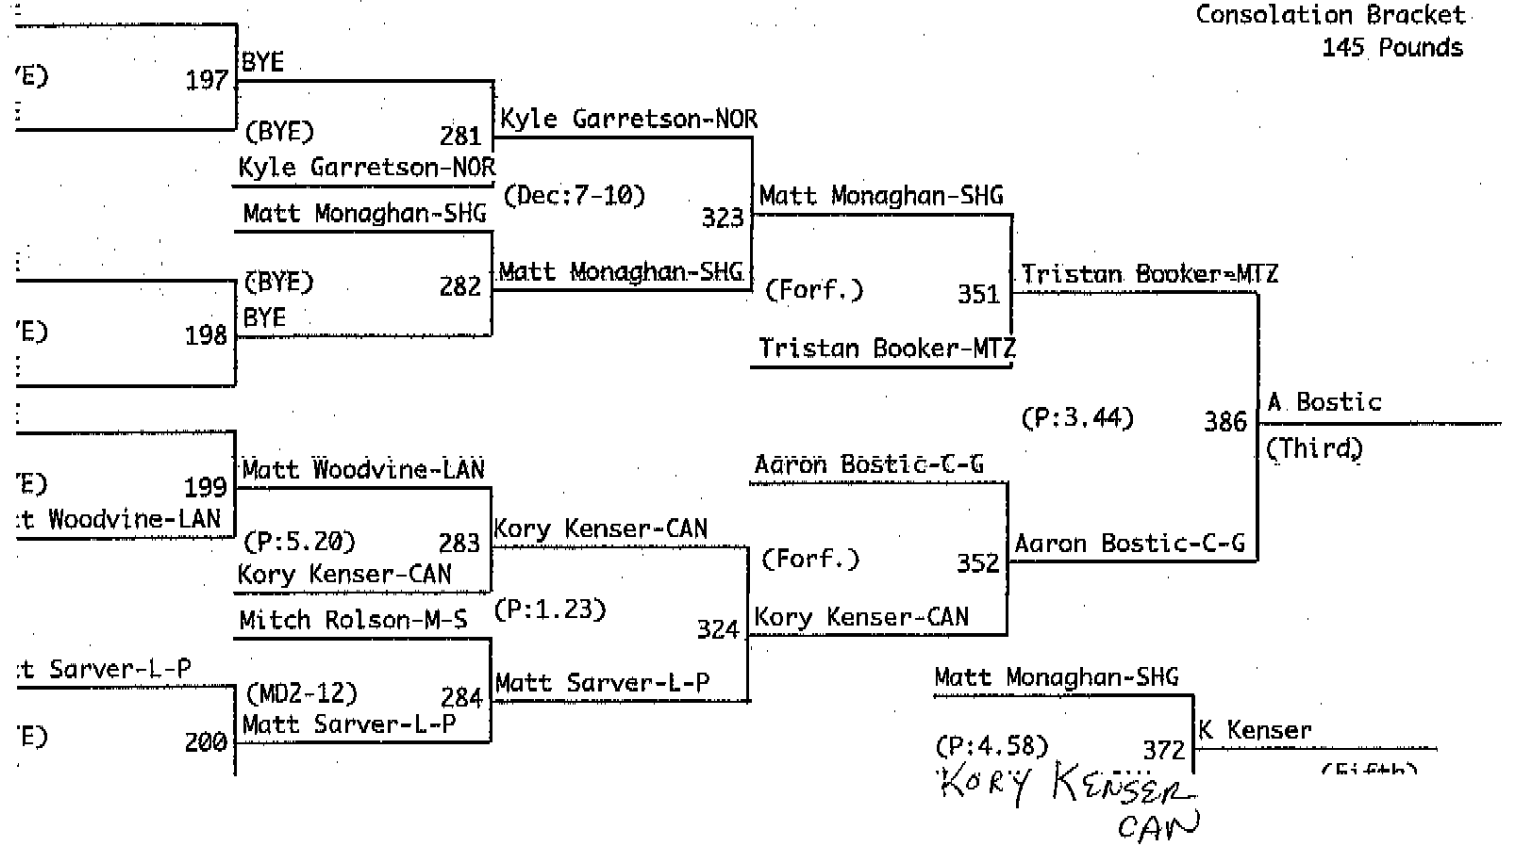 Consolation Bracket
145 Pounds
BYE
'E)
197
(BYE)
281
Kyle Garretson-NOR
Kyle Garretson-NOR
(Dec:7-10)
323
Matt Monaghan-SHG
Matt Monaghan-SHG
(BYE)
282
Matt Monaghan-SHG
(Forf.)
351
Tristan Booker-MTZ
'E)
198
BYE
Tristan Booker-MTZ
(P:3.44)
386
A Bostic
(Third)
'E)
199
Matt Woodvine-LAN
Aaron Bostic-C-G
t Woodvine-LAN
(P:5.20)
283
Kory Kenser-CAN
(Forf.)
352
Aaron Bostic-C-G
Kory Kenser-CAN
Mitch Rolson-M-S
(P:1.23)
324
Kory Kenser-CAN
t Sarver-L-P
(MD2-12)
284
Matt Sarver-L-P
Matt Monaghan-SHG
'E)
200
Matt Sarver-L-P
(P:4.58)
372
K Kenser
(Fifth)
KORY KENSER
CAN